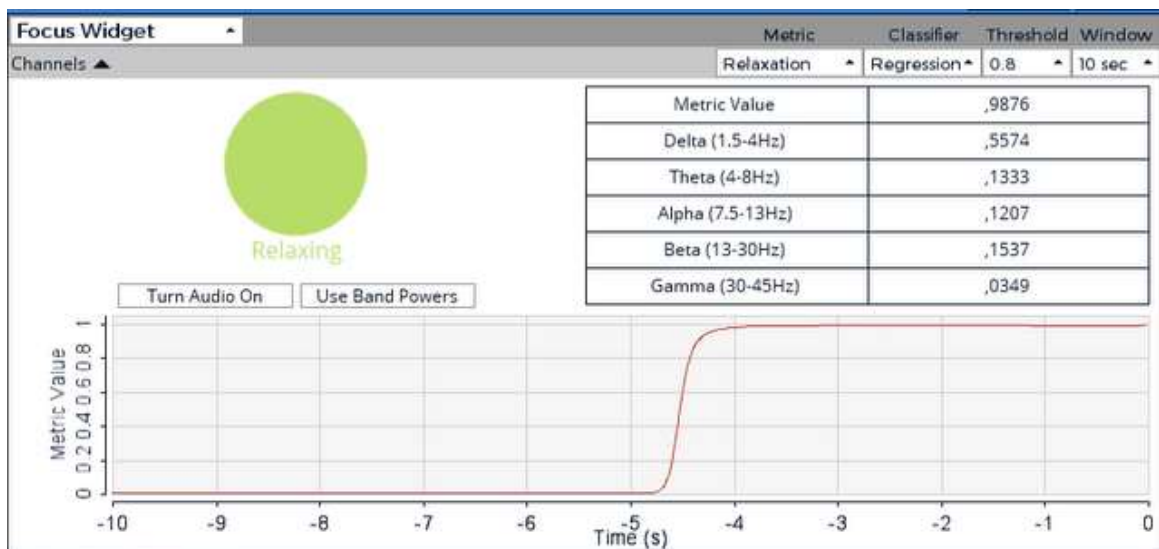 Focus Widget
Metric Classifier Threshold Window
Channels Relaxation Regression 0.8 10 sec
Metric Value ,9876
Delta (1.5-4Hz) ,5574
Theta (4-8Hz) ,1333
Alpha (7.5-13Hz) ,1207
Beta (13-30Hz) ,1537
Gamma (30-45Hz) ,0349
Relaxing
Turn Audio On Use Band Powers
Metric Value
1
0.8
0.6
0.4
0.2
0
-10 -9 -8 -7 -6 -5 -4 -3 -2 -1 0
Time (s)